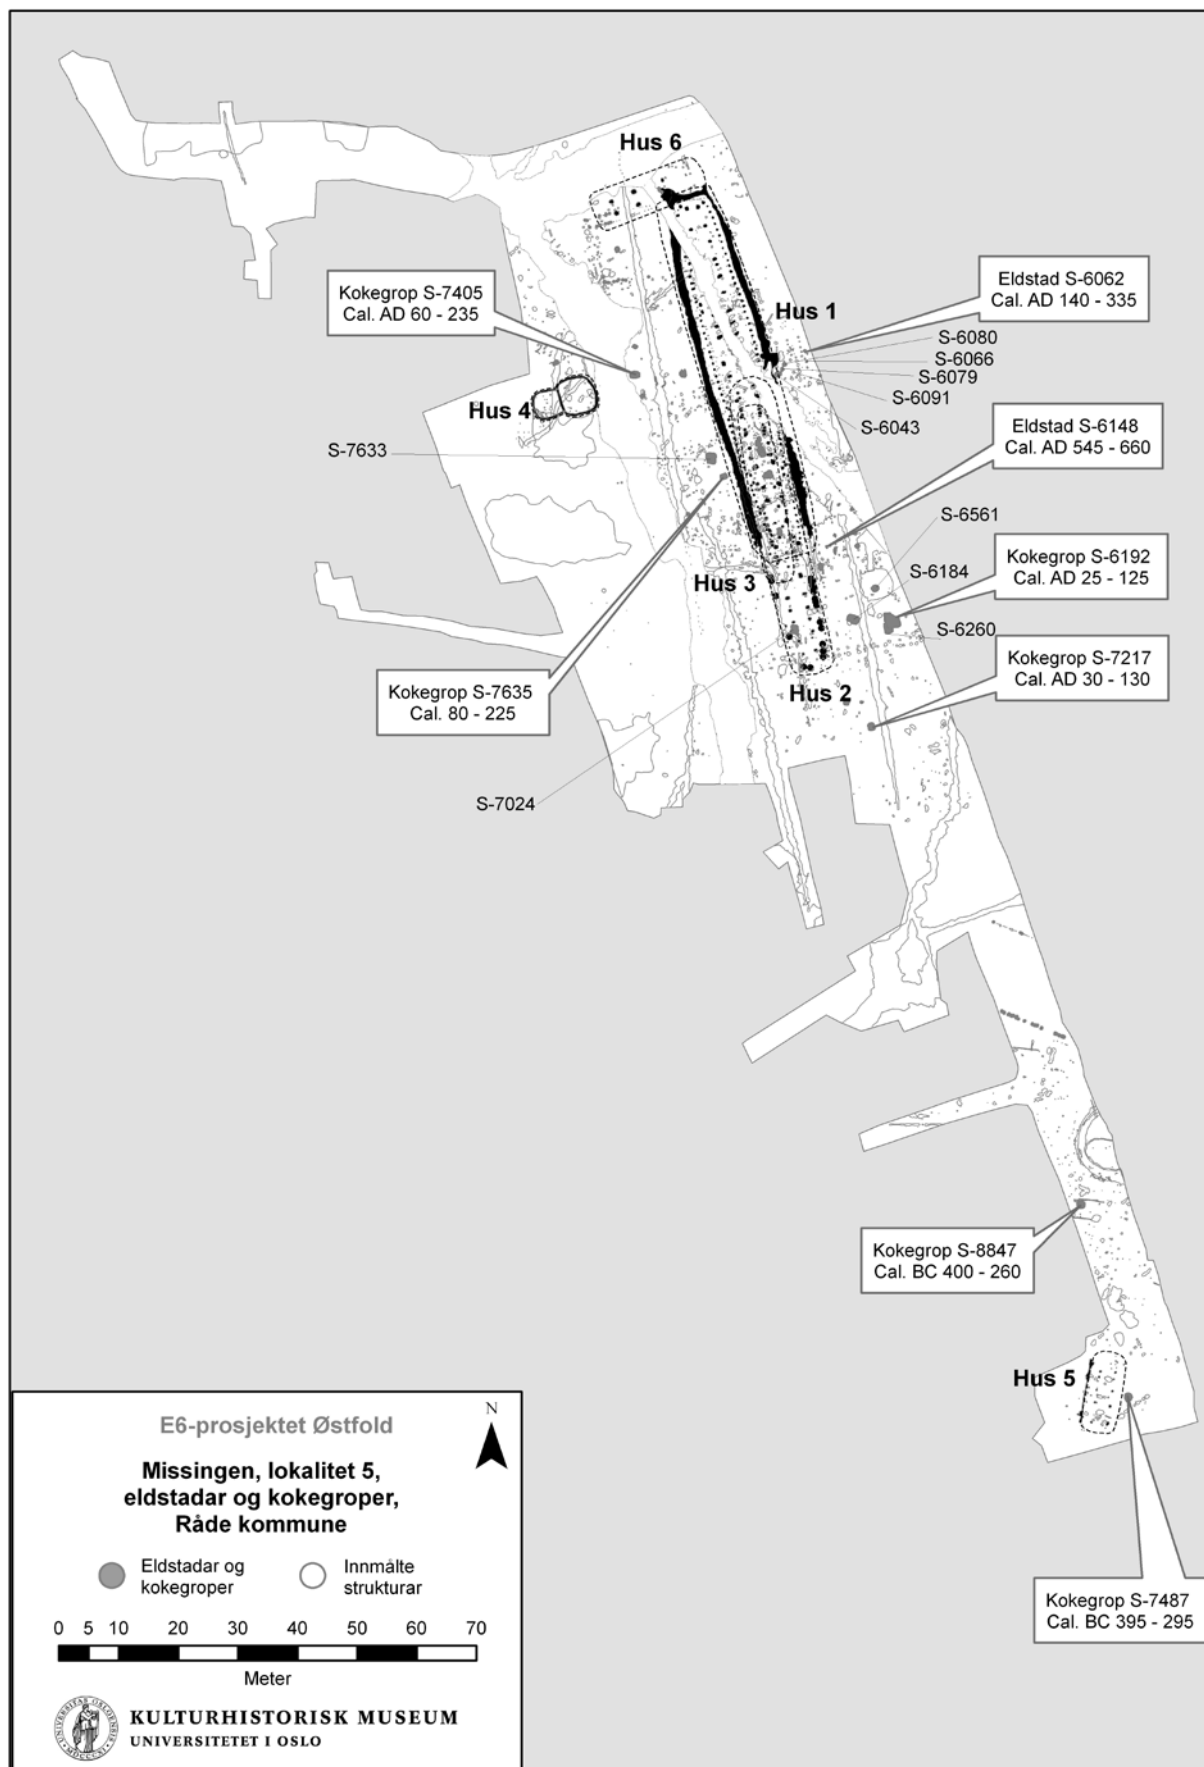 Hus 6
Kokegrop S-7405
Cal. AD 60 - 235
Eldstad S-6062
Cal. AD 140 - 335
Hus 1
S-6080
S-6066
S-6079
S-6091
S-6043
Hus 4
Eldstad S-6148
Cal. AD 545 - 660
S-7633
S-6561
Kokegrop S-6192
Cal. AD 25 - 125
S-6184
Hus 3
S-6260
Kokegrop S-7217
Cal. AD 30 - 130
Kokegrop S-7635
Cal. 80 - 225
Hus 2
S-7024
Kokegrop S-8847
Cal. BC 400 - 260
Hus 5
Kokegrop S-7487
Cal. BC 395 - 295
N
E6-prosjektet Østfold
Missingen, lokalitet 5,
eldstadar og kokegroper,
Råde kommune
Eldstadar og
kokegroper
Innmålte
strukturar
0 5 10 20 30 40 50 60 70
Meter
UNIVERSITAS OSLOENSIS
MDCCCXI
KULTURHISTORISK MUSEUM
UNIVERSITETET I OSLO